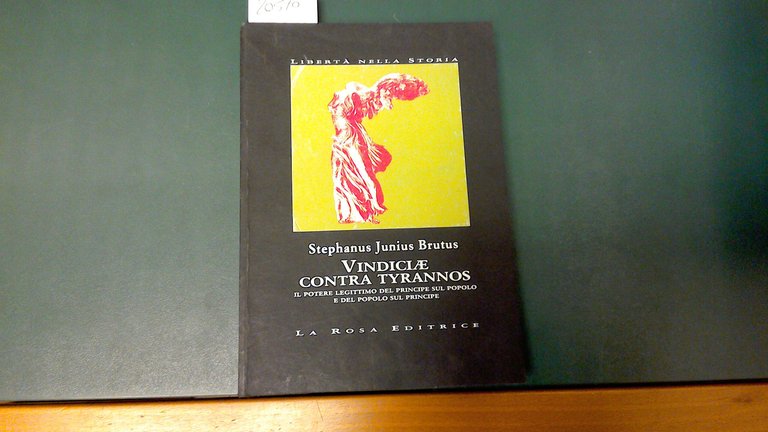 LIBERTÀ NELLA STORIA
Stephanus Junius Brutus
VINDICIÆ
CONTRA TYRANNOS
IL POTERE LEGITTIMO DEL PRINCIPE SUL POPOLO
E DEL POPOLO SUL PRINCIPE
LA ROSA EDITRICE